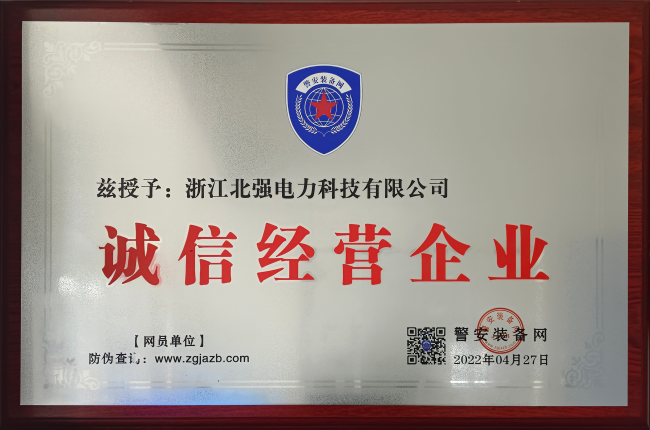 警安装备网
兹授予：浙江北强电力科技有限公司
诚信经营企业
【网员单位】
防伪查询：www.zgjazb.com
警安装备网
2022年04月27日